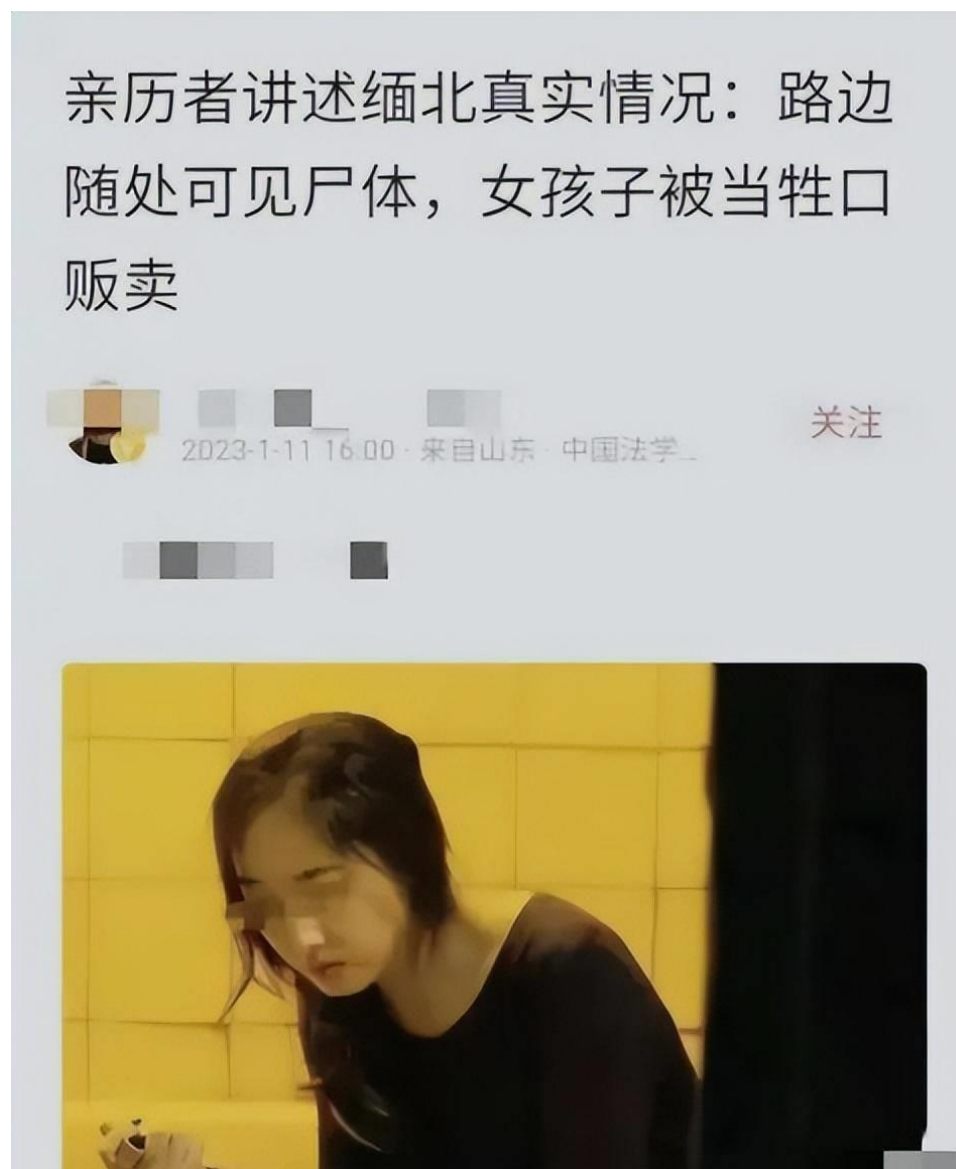 亲历者讲述缅北真实情况：路边
随处可见尸体，女孩子被当牲口
贩卖
2023-1-11 16:00 · 来自山东 · 中国法学...
关注